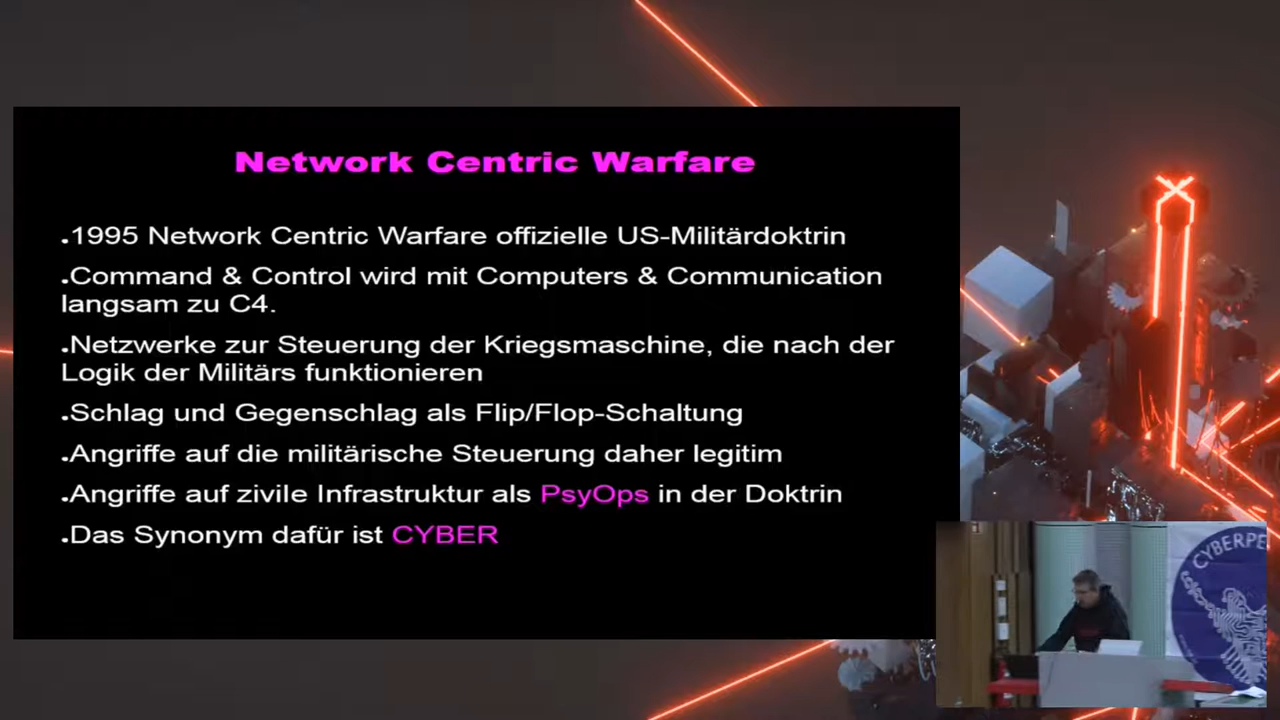 Network Centric Warfare
.1995 Network Centric Warfare offizielle US-Militärdoktrin
.Command & Control wird mit Computers & Communication
langsam zu C4.
.Netzwerke zur Steuerung der Kriegsmaschine, die nach der
Logik der Militärs funktionieren
.Schlag und Gegenschlag als Flip/Flop-Schaltung
.Angriffe auf die militärische Steuerung daher legitim
.Angriffe auf zivile Infrastruktur als PsyOps in der Doktrin
.Das Synonym dafür ist CYBER
CYBERPE